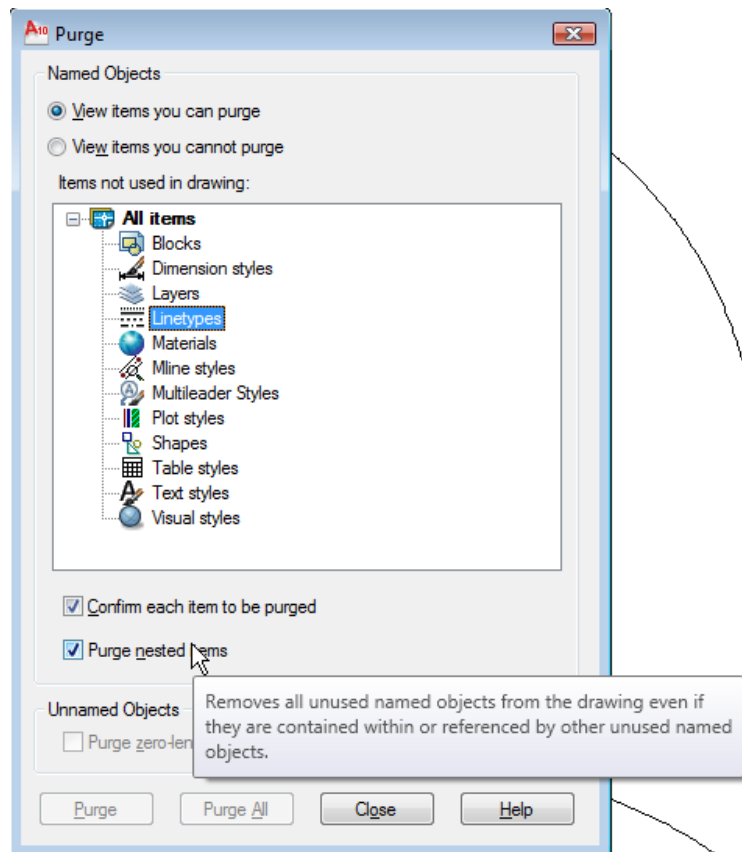 A10 Purge
Named Objects
View items you can purge
View items you cannot purge
Items not used in drawing:
All items
Blocks
Dimension styles
Layers
Linetypes
Materials
Mline styles
Multileader Styles
Plot styles
Shapes
Table styles
Text styles
Visual styles
Confirm each item to be purged
Purge nested items
Removes all unused named objects from the drawing even if
they are contained within or referenced by other unused named
objects.
Unnamed Objects
Purge zero-len
Purge Purge All Close Help